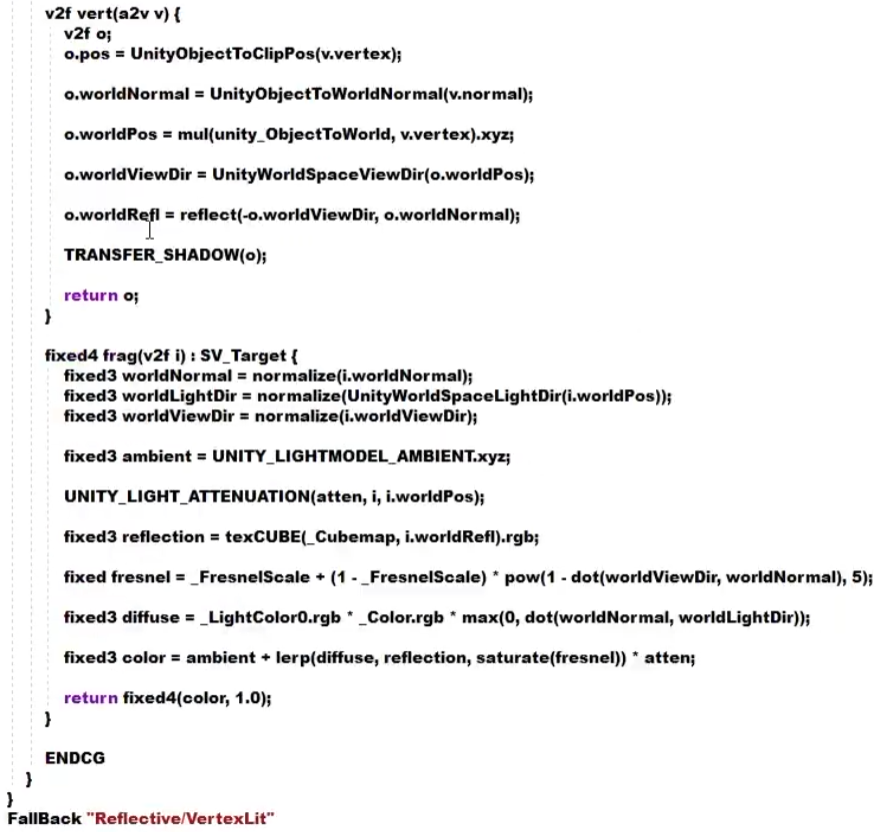 v2f vert(a2v v) {
v2f o;
o.pos = UnityObjectToClipPos(v.vertex);
o.worldNormal = UnityObjectToWorldNormal(v.normal);
o.worldPos = mul(unity_ObjectToWorld, v.vertex).xyz;
o.worldViewDir = UnityWorldSpaceViewDir(o.worldPos);
o.worldRefl = reflect(-o.worldViewDir, o.worldNormal);
TRANSFER_SHADOW(o);
return o;
}
fixed4 frag(v2f i) : SV_Target {
fixed3 worldNormal = normalize(i.worldNormal);
fixed3 worldLightDir = normalize(UnityWorldSpaceLightDir(i.worldPos));
fixed3 worldViewDir = normalize(i.worldViewDir);
fixed3 ambient = UNITY_LIGHTMODEL_AMBIENT.xyz;
UNITY_LIGHT_ATTENUATION(atten, i, i.worldPos);
fixed3 reflection = texCUBE(_Cubemap, i.worldRefl).rgb;
fixed fresnel = _FresnelScale + (1 - _FresnelScale) * pow(1 - dot(worldViewDir, worldNormal), 5);
fixed3 diffuse = _LightColor0.rgb * _Color.rgb * max(0, dot(worldNormal, worldLightDir));
fixed3 color = ambient + lerp(diffuse, reflection, saturate(fresnel)) * atten;
return fixed4(color, 1.0);
}
ENDCG
}
}
FallBack "Reflective/VertexLit"